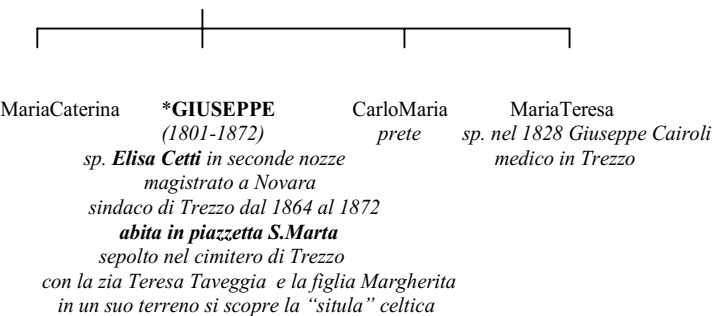 MariaCaterina *GIUSEPPE CarloMaria MariaTeresa
(1801-1872) prete sp. nel 1828 Giuseppe Cairoli
sp. Elisa Cetti in seconde nozze medico in Trezzo
magistrato a Novara
sindaco di Trezzo dal 1864 al 1872
abita in piazzetta S.Marta
sepolto nel cimitero di Trezzo
con la zia Teresa Taveggia e la figlia Margherita
in un suo terreno si scopre la “situla” celtica